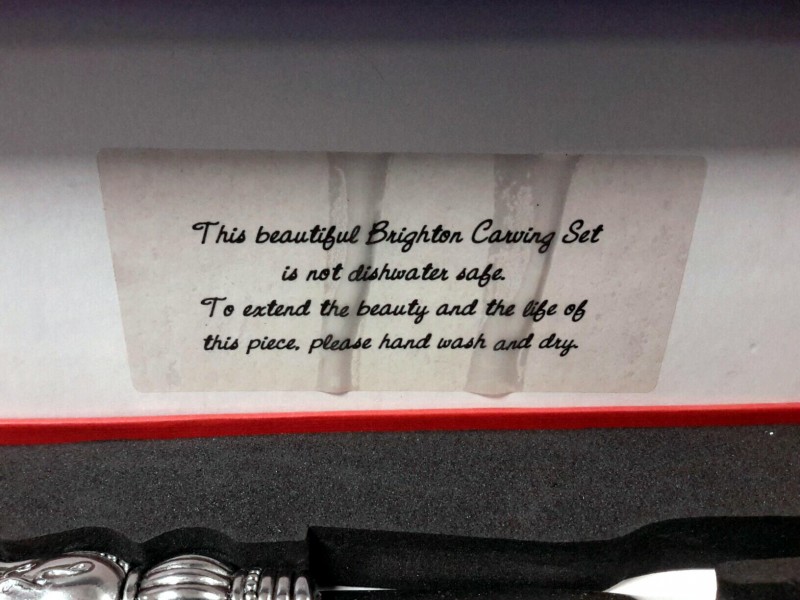 This beautiful Brighton Carving Set
is not dishwater safe.
To extend the beauty and the life of
this piece, please hand wash and dry.